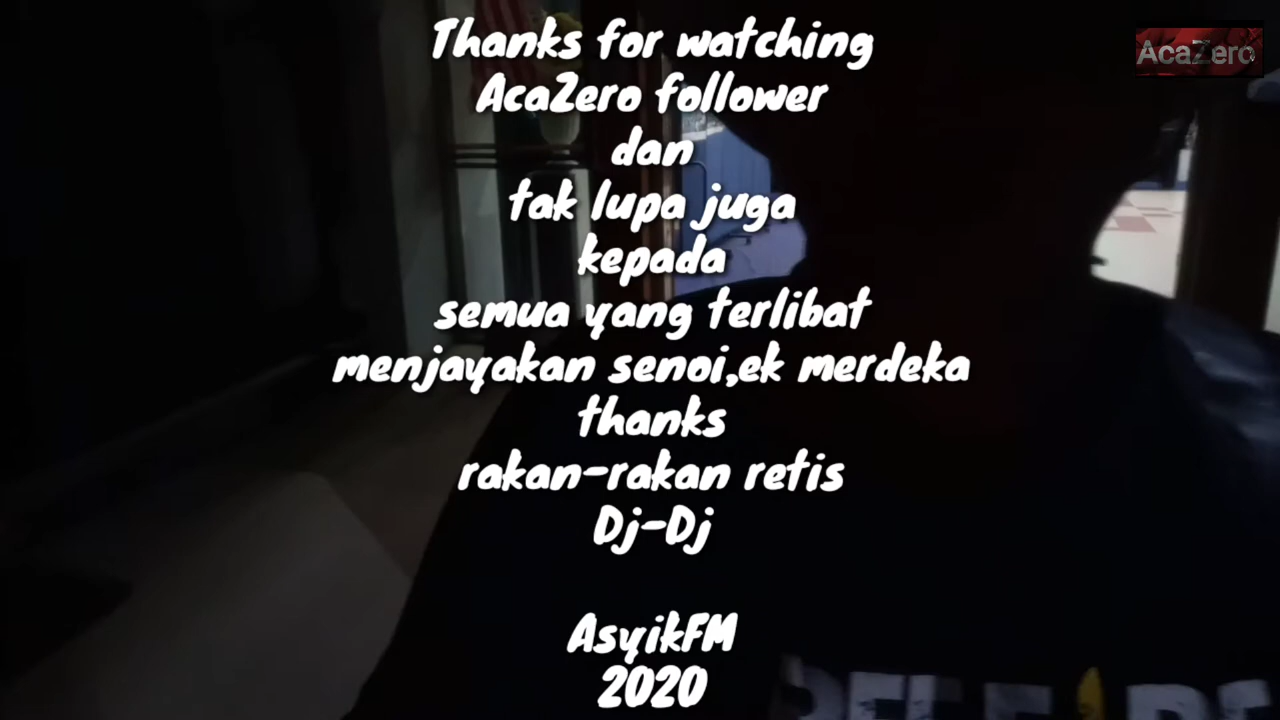 Thanks for watching
AcaZero
AcaZero follower
dan
tak lupa juga
kepada
semua yang terlibat
menjayakan senoi,ek merdeka
thanks
rakan-rakan retis
Dj-Dj
AsyikFM
2020